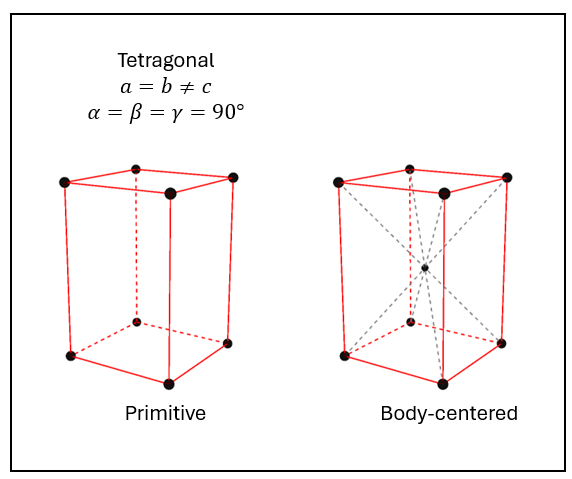 Tetragonal
𝑎 = 𝑏 ≠ 𝑐
𝛼 = 𝛽 = 𝛾 = 90°
Primitive
Body-centered